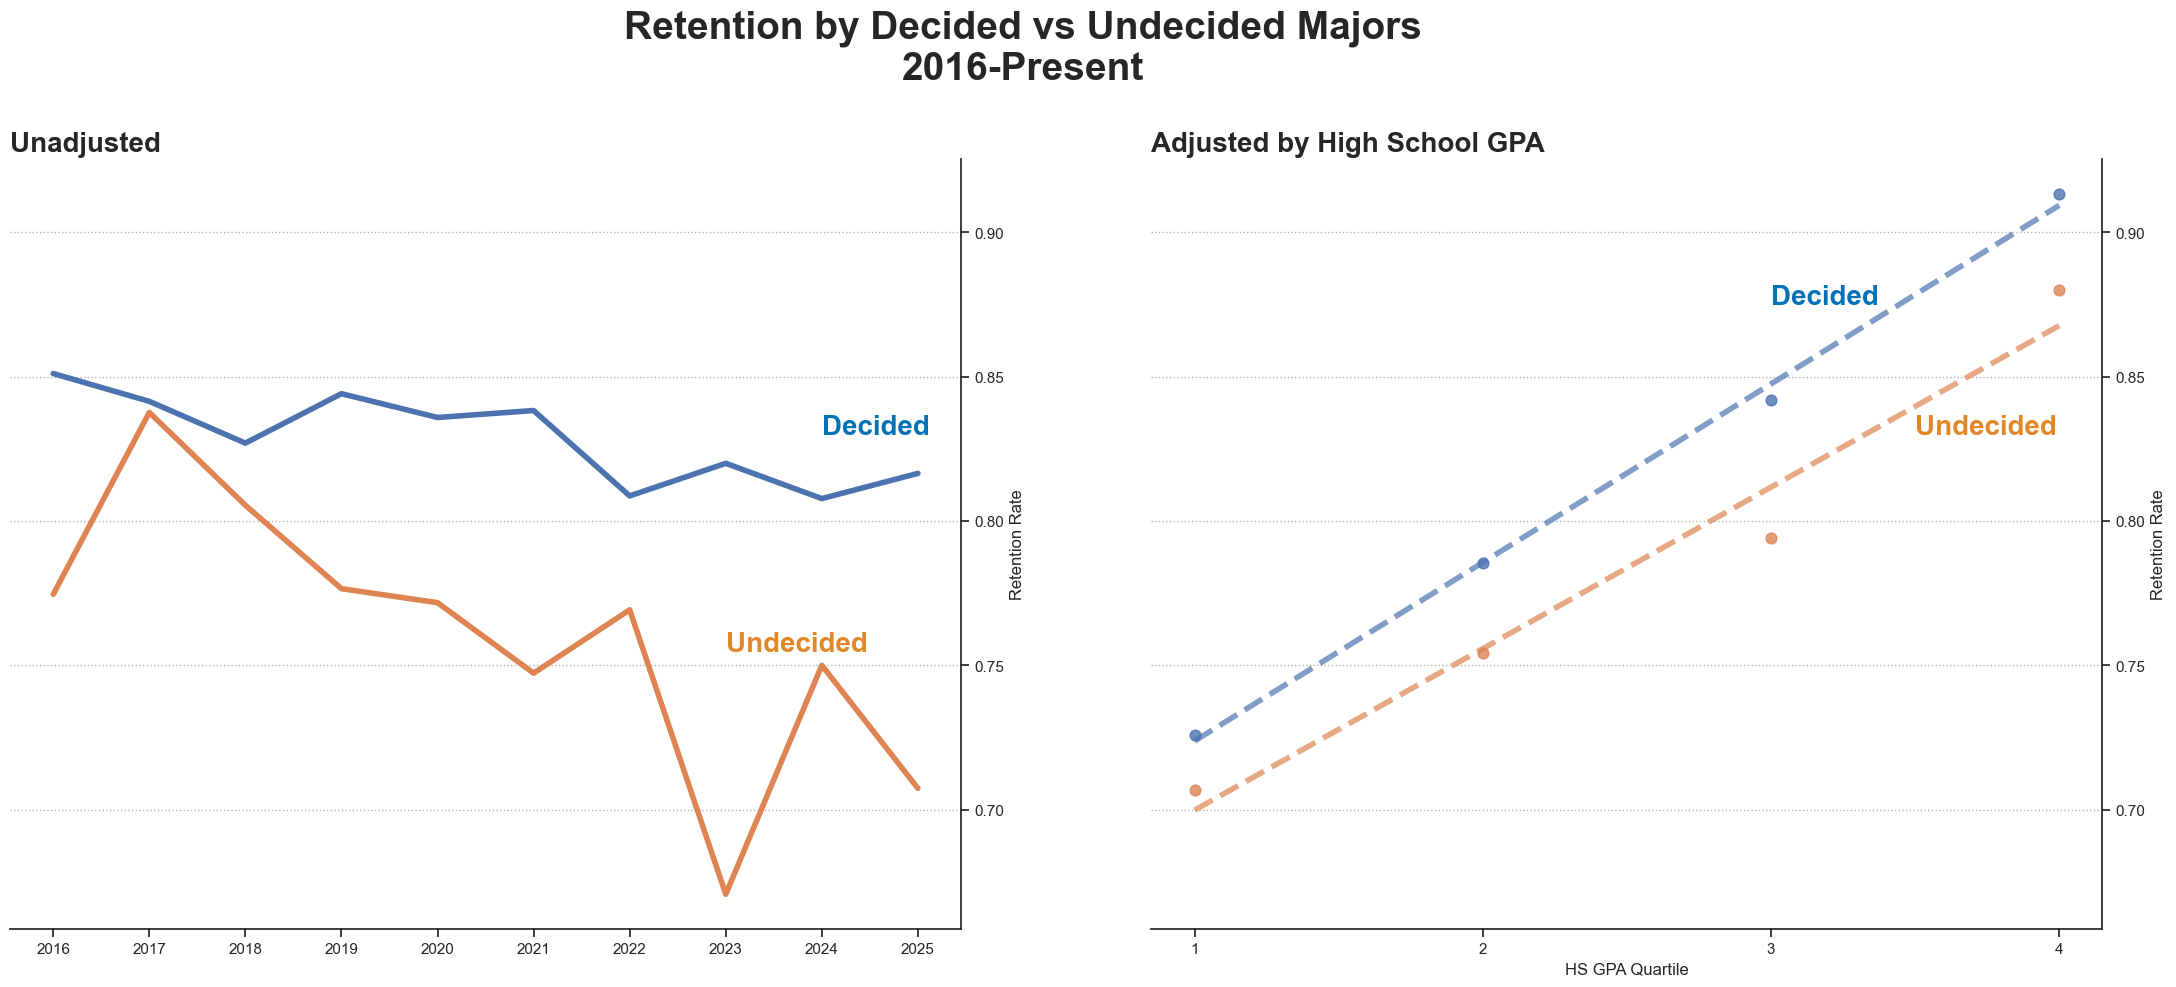 Retention by Decided vs Undecided Majors
2016-Present
Unadjusted
0.90
0.85
0.80
0.75
0.70
Retention Rate
Decided
Undecided
2016 2017 2018 2019 2020 2021 2022 2023 2024 2025
Adjusted by High School GPA
0.90
0.85
0.80
0.75
0.70
Retention Rate
Decided
Undecided
1 2 3 4
HS GPA Quartile